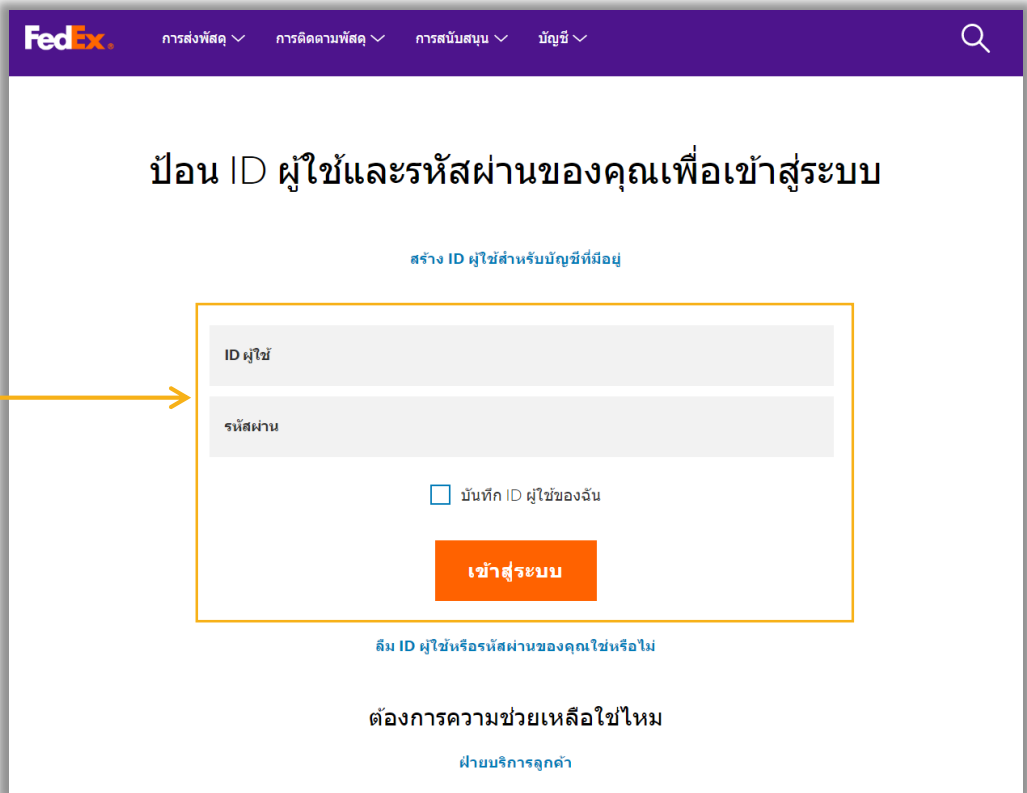 FedEx. การส่งพัสดุ การติดตามพัสดุ การสนับสนุน บัญชี
ป้อน ID ผู้ใช้และรหัสผ่านของคุณเพื่อเข้าสู่ระบบ
สร้าง ID ผู้ใช้สำหรับบัญชีที่มีอยู่
ID ผู้ใช้
รหัสผ่าน
บันทึก ID ผู้ใช้ของฉัน
เข้าสู่ระบบ
ลืม ID ผู้ใช้หรือรหัสผ่านของคุณใช่หรือไม่
ต้องการความช่วยเหลือใช่ไหม
ฝ่ายบริการลูกค้า